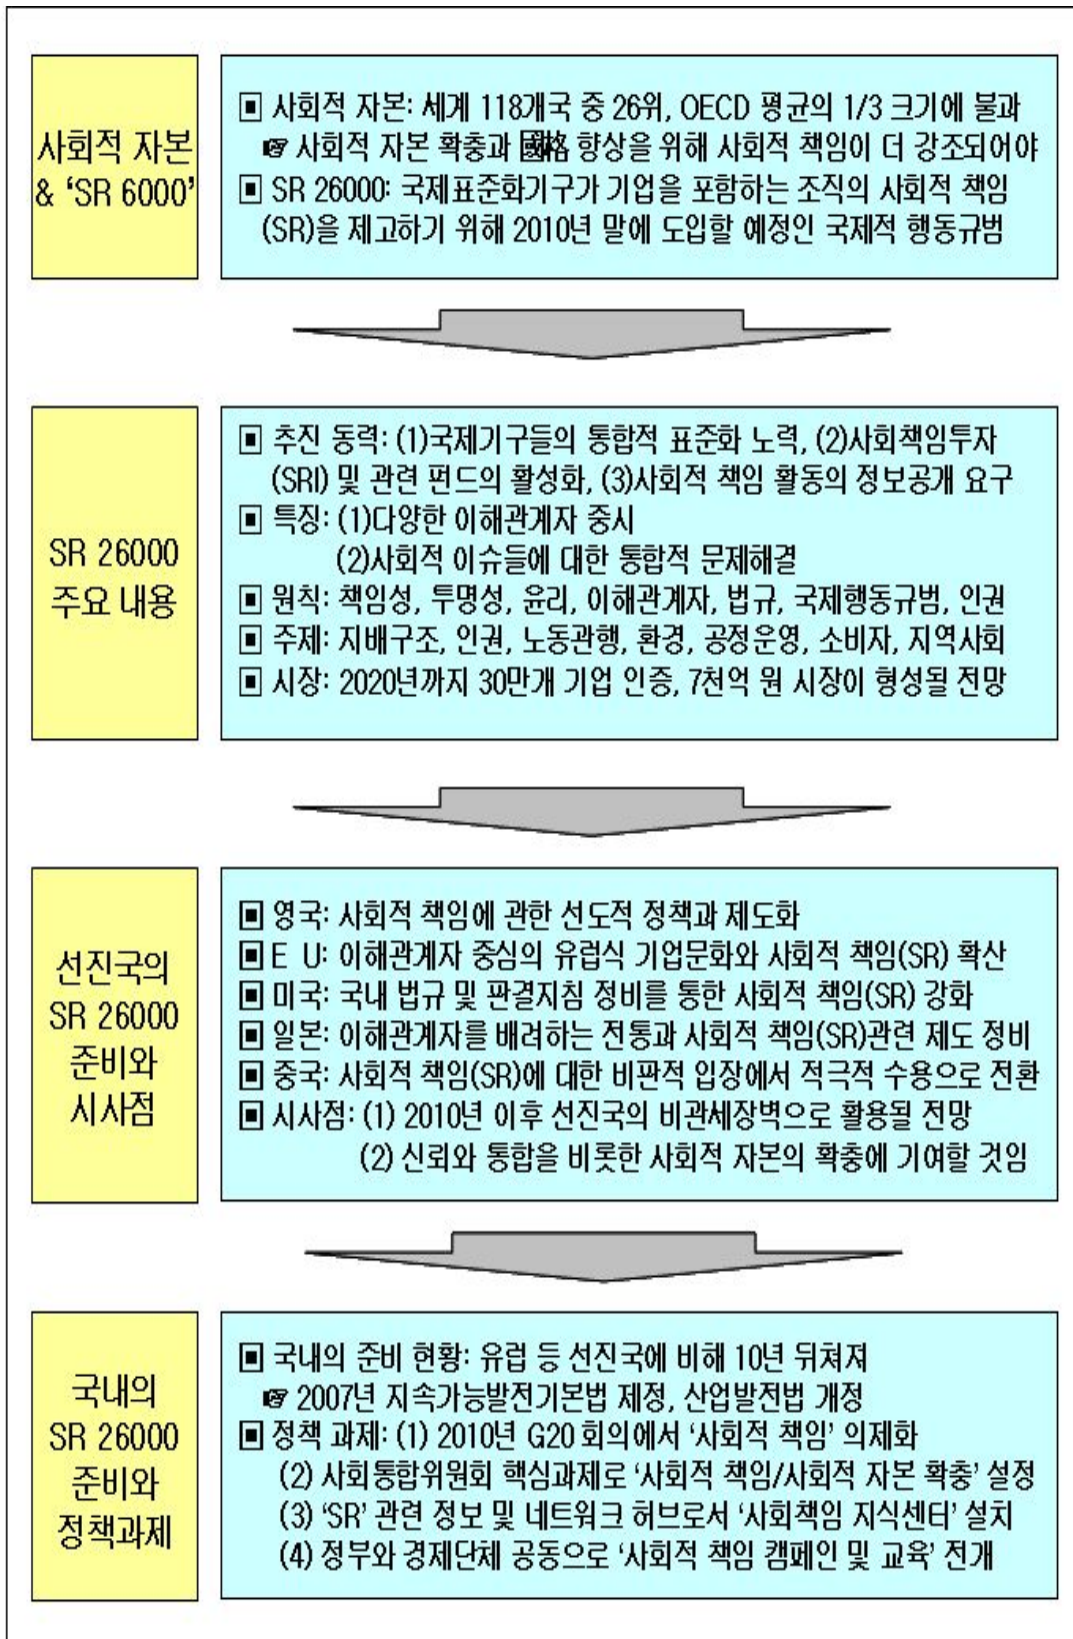 사회적 자본
& ‘SR 6000’
▣ 사회적 자본: 세계 118개국 중 26위, OECD 평균의 1/3 크기에 불과
☞ 사회적 자본 확충과 國格 향상을 위해 사회적 책임이 더 강조되어야
▣ SR 26000: 국제표준화기구가 기업을 포함하는 조직의 사회적 책임
(SR)을 제고하기 위해 2010년 말에 도입할 예정인 국제적 행동규범
SR 26000
주요 내용
▣ 추진 동력: (1)국제기구들의 통합적 표준화 노력, (2)사회책임투자
(SRI) 및 관련 펀드의 활성화, (3)사회적 책임 활동의 정보공개 요구
▣ 특징: (1)다양한 이해관계자 중시
(2)사회적 이슈들에 대한 통합적 문제해결
▣ 원칙: 책임성, 투명성, 윤리, 이해관계자, 법규, 국제행동규범, 인권
▣ 주제: 지배구조, 인권, 노동관행, 환경, 공정운영, 소비자, 지역사회
▣ 시장: 2020년까지 30만개 기업 인증, 7천억 원 시장이 형성될 전망
선진국의
SR 26000
준비와
시사점
▣ 영국: 사회적 책임에 관한 선도적 정책과 제도화
▣ E U: 이해관계자 중심의 유럽식 기업문화와 사회적 책임(SR) 확산
▣ 미국: 국내 법규 및 판결지침 정비를 통한 사회적 책임(SR) 강화
▣ 일본: 이해관계자를 배려하는 전통과 사회적 책임(SR)관련 제도 정비
▣ 중국: 사회적 책임(SR)에 대한 비판적 입장에서 적극적 수용으로 전환
▣ 시사점: (1) 2010년 이후 선진국의 비관세장벽으로 활용될 전망
(2) 신뢰와 통합을 비롯한 사회적 자본의 확충에 기여할 것임
국내의
SR 26000
준비와
정책과제
▣ 국내의 준비 현황: 유럽 등 선진국에 비해 10년 뒤쳐져
☞ 2007년 지속가능발전기본법 제정, 산업발전법 개정
▣ 정책 과제: (1) 2010년 G20 회의에서 ‘사회적 책임’ 의제화
(2) 사회통합위원회 핵심과제로 ‘사회적 책임/사회적 자본 확충’ 설정
(3) ‘SR’ 관련 정보 및 네트워크 허브로서 ‘사회책임 지식센터’ 설치
(4) 정부와 경제단체 공동으로 ‘사회적 책임 캠페인 및 교육’ 전개